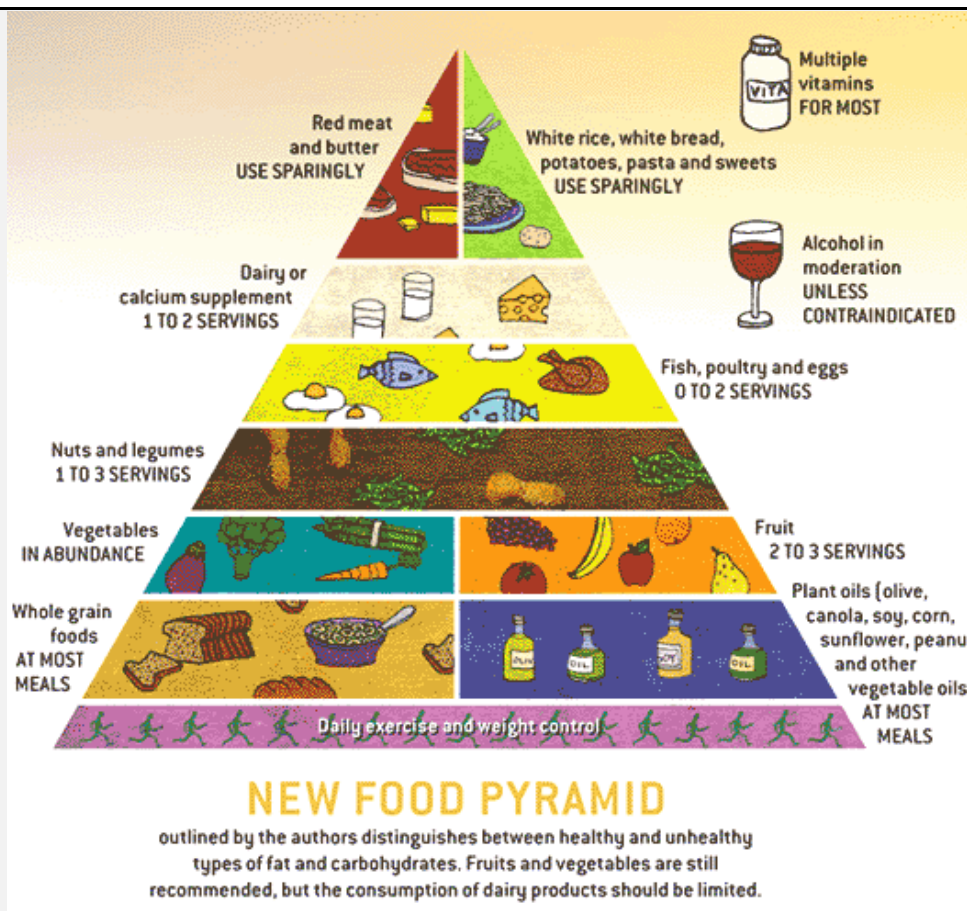 Multiple
vitamins
FOR MOST
VITA
Red meat
and butter
USE SPARINGLY
White rice, white bread,
potatoes, pasta and sweets
USE SPARINGLY
Alcohol in
moderation
UNLESS
CONTRAINDICATED
Dairy or
calcium supplement
1 TO 2 SERVINGS
Fish, poultry and eggs
0 TO 2 SERVINGS
Nuts and legumes
1 TO 3 SERVINGS
Vegetables
IN ABUNDANCE
Fruit
2 TO 3 SERVINGS
Whole grain
foods
AT MOST
MEALS
Plant oils (olive,
canola, soy, corn,
sunflower, peanu
and other
vegetable oils
AT MOST
MEALS
OIL
OIL
Daily exercise and weight control
NEW FOOD PYRAMID
outlined by the authors distinguishes between healthy and unhealthy
types of fat and carbohydrates. Fruits and vegetables are still
recommended, but the consumption of dairy products should be limited.